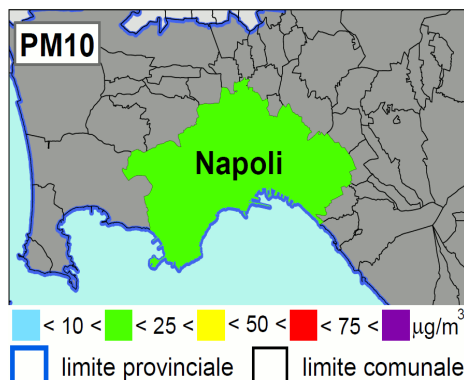 PM10
Napoli
< 10 < < 25 < < 50 < < 75 < µg/m³
limite provinciale limite comunale